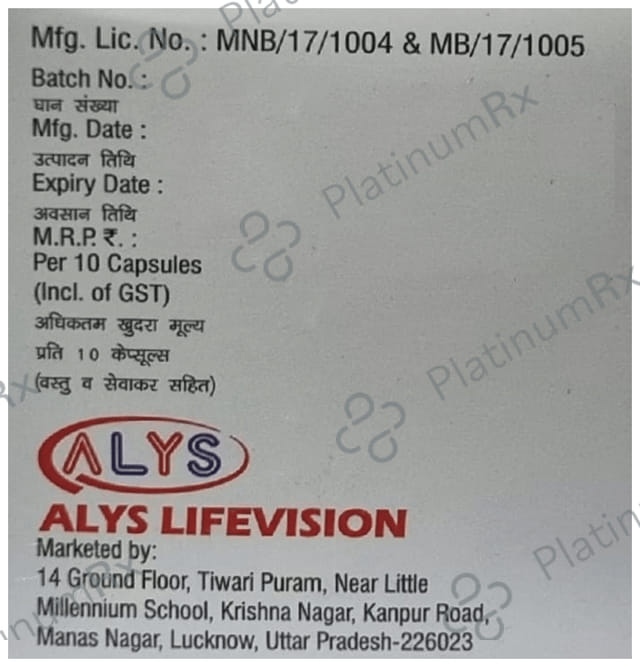 Mfg. Lic. No. : MNB/17/1004 & MB/17/1005
Batch No. :
घान संख्या
Mfg. Date :
उत्पादन तिथि
Expiry Date :
अवसान तिथि
M.R.P. ₹. :
Per 10 Capsules
(Incl. of GST)
अधिकतम खुदरा मूल्य
प्रति 10 केप्सूल्स
(वस्तु व सेवाकर सहित)
ALYS
ALYS LIFEVISION
Marketed by:
14 Ground Floor, Tiwari Puram, Near Little
Millennium School, Krishna Nagar, Kanpur Road,
Manas Nagar, Lucknow, Uttar Pradesh-226023
PlatinumRx
PlatinumRx